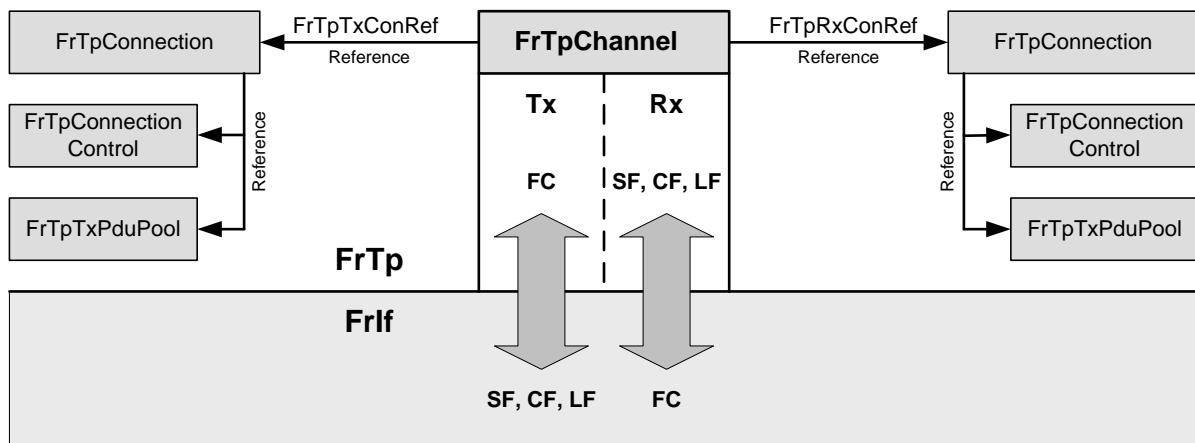 FrTpConnection
FrTpTxConRef
Reference
FrTpChannel
FrTpRxConRef
Reference
FrTpConnection
Tx
Rx
FrTpConnection
Control
Reference
Reference
FrTpConnection
Control
FC
SF, CF, LF
FrTpTxPduPool
FrTpTxPduPool
FrTp
FrIf
SF, CF, LF
FC